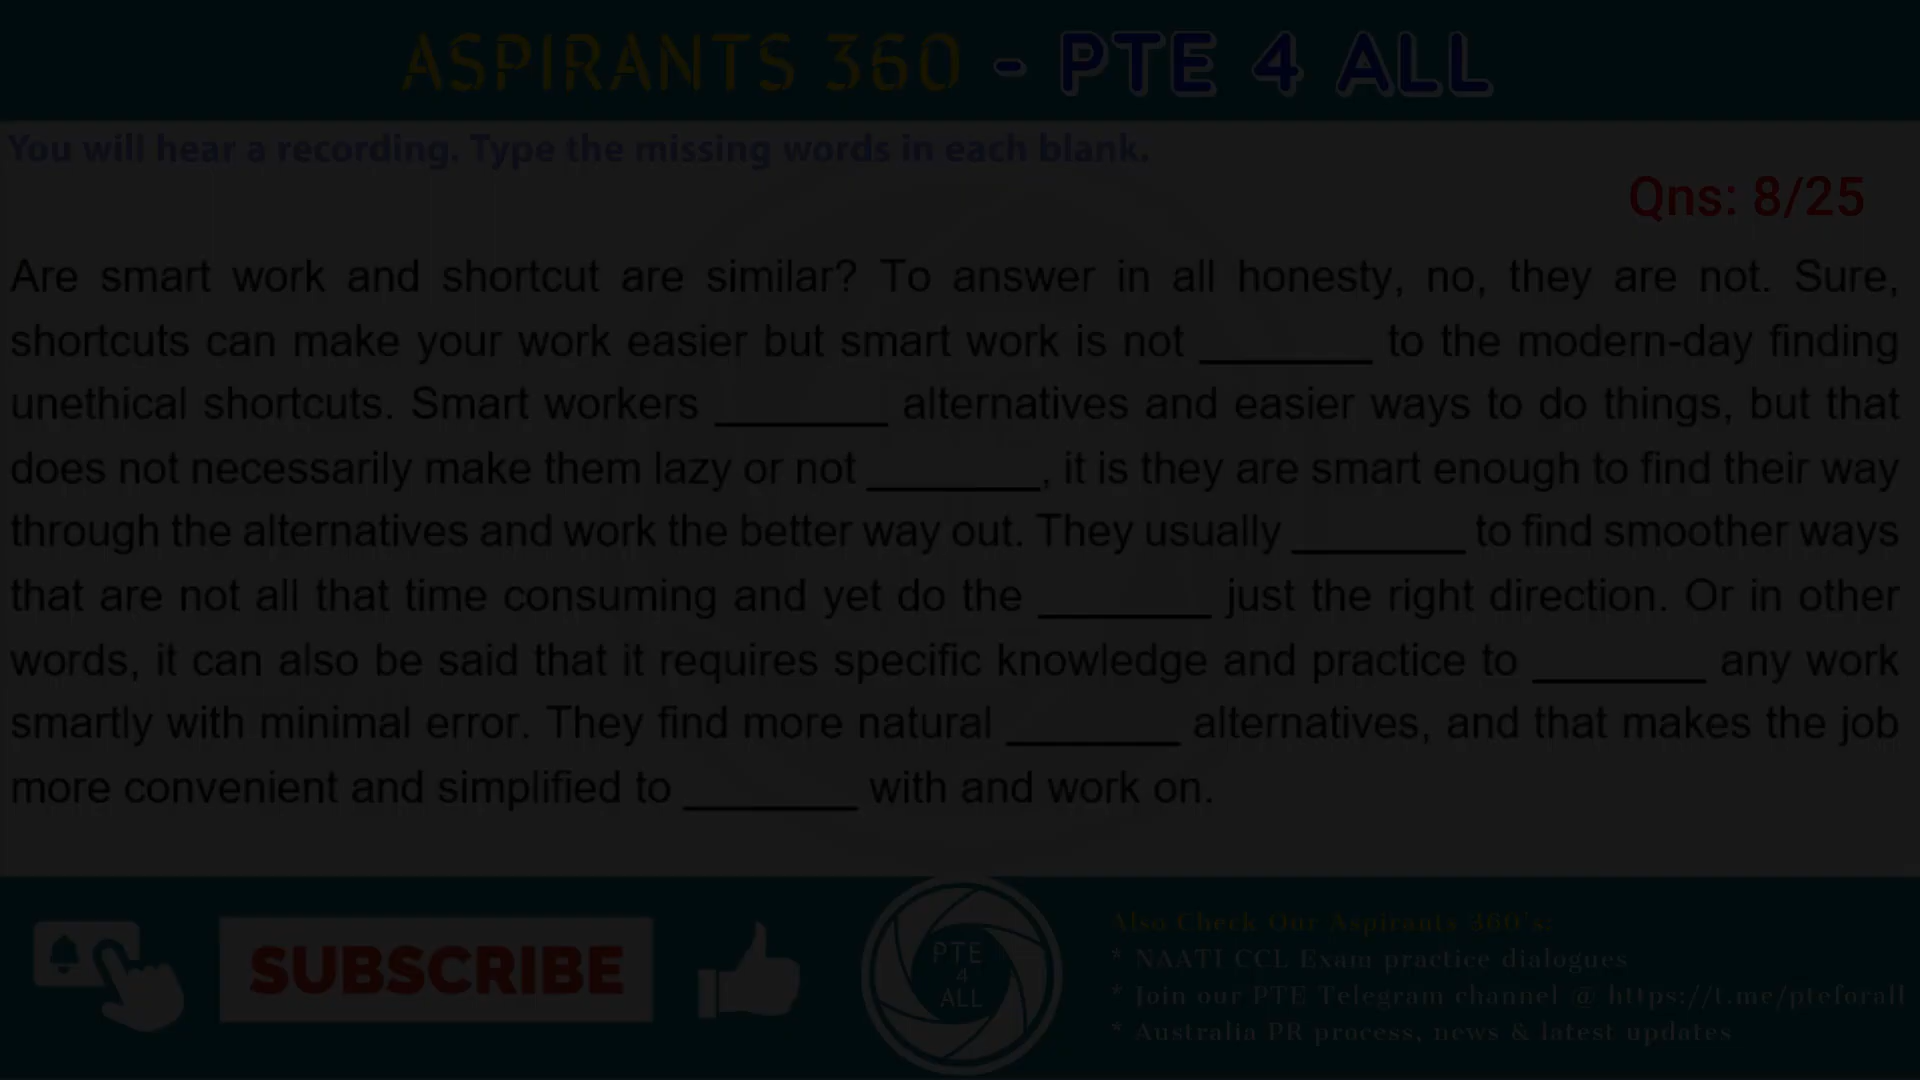 ASPIRANTS 360 - PTE 4 ALL
You will hear a recording. Type the missing words in each blank.
Qns: 8/25
Are smart work and shortcut are similar? To answer in all honesty, no, they are not. Sure,
shortcuts can make your work easier but smart work is not ________ to the modern-day finding
unethical shortcuts. Smart workers ________ alternatives and easier ways to do things, but that
does not necessarily make them lazy or not ________, it is they are smart enough to find their way
through the alternatives and work the better way out. They usually ________ to find smoother ways
that are not all that time consuming and yet do the ________ just the right direction. Or in other
words, it can also be said that it requires specific knowledge and practice to ________ any work
smartly with minimal error. They find more natural ________ alternatives, and that makes the job
more convenient and simplified to ________ with and work on.
SUBSCRIBE
PTE
4
ALL
Also Check Our Aspirants 360's:
* NAATI CCL Exam practice dialogues
* Join our PTE Telegram channel @ https://t.me/pteforall
* Australia PR process, news & latest updates